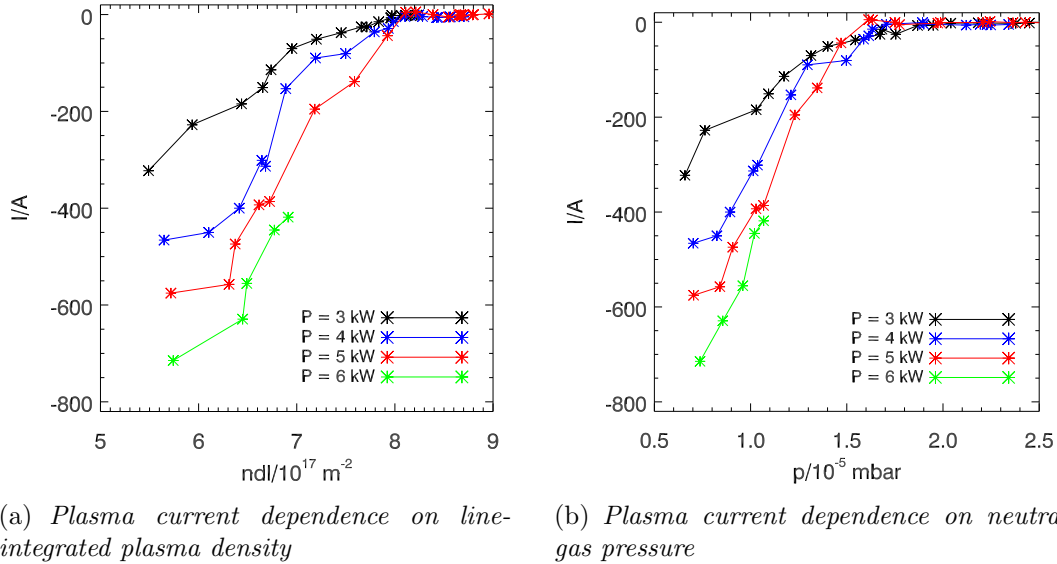 0
-200
-400
-600
-800
I/A
P = 3 kW
P = 4 kW
P = 5 kW
P = 6 kW
5 6 7 8 9
ndl/10^17 m^-2
0
-200
-400
-600
-800
I/A
P = 3 kW
P = 4 kW
P = 5 kW
P = 6 kW
0.5 1.0 1.5 2.0 2.5
p/10^-5 mbar
(a) Plasma current dependence on line-
integrated plasma density
(b) Plasma current dependence on neutra
gas pressure